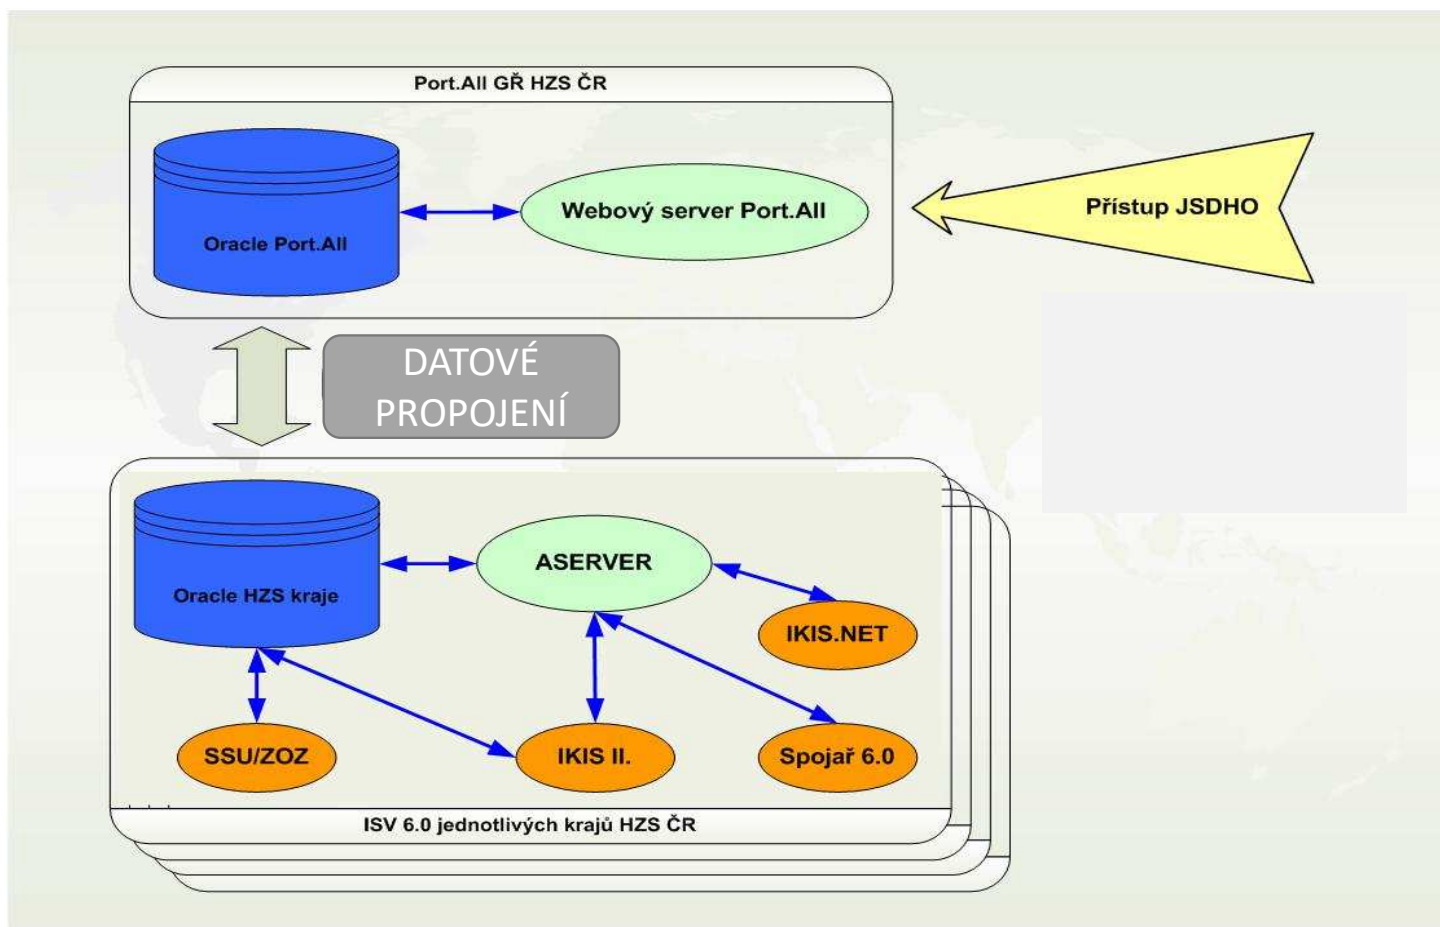 Port.All GŘ HZS ČR
Oracle Port.All
Webový server Port.All
Přístup JSDHO
DATOVÉ
PROPOJENÍ
Oracle HZS kraje
ASERVER
IKIS.NET
SSU/ZOZ
IKIS II.
Spojař 6.0
ISV 6.0 jednotlivých krajů HZS ČR